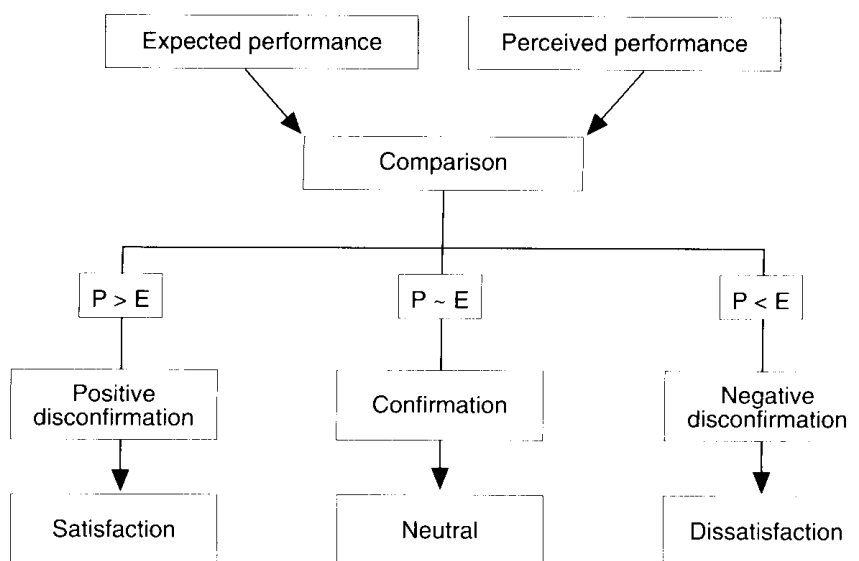 Expected performance
Perceived performance
Comparison
P > E
P ~ E
P < E
Positive
disconfirmation
Confirmation
Negative
disconfirmation
Satisfaction
Neutral
Dissatisfaction